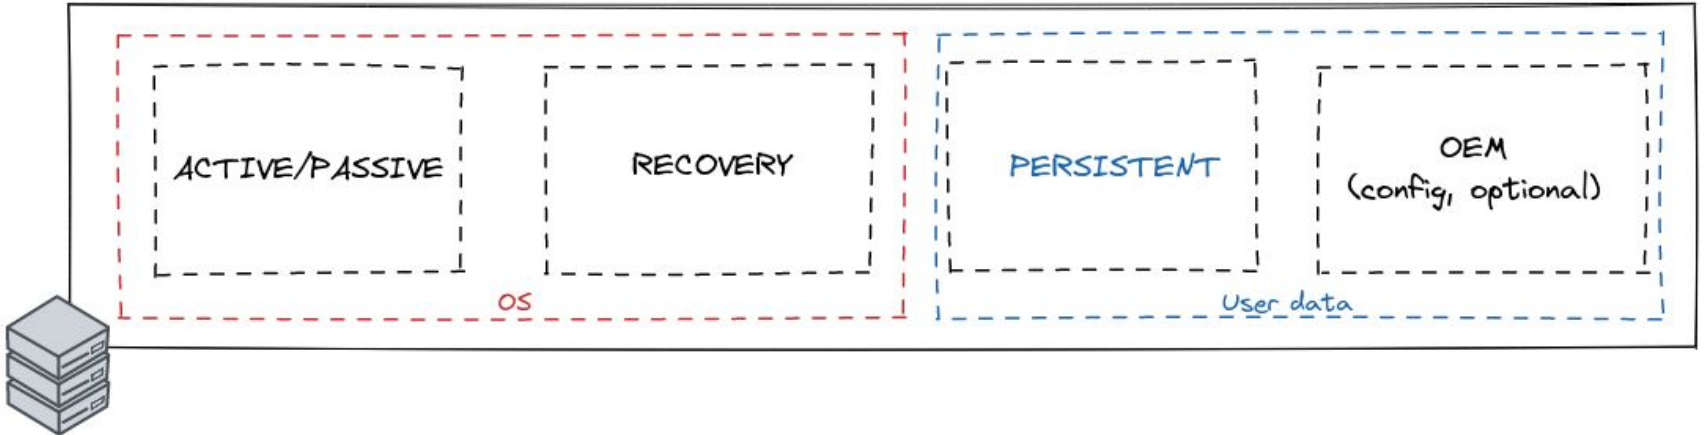 ACTIVE/PASSIVE
RECOVERY
PERSISTENT
OEM
(config, optional)
OS
User data